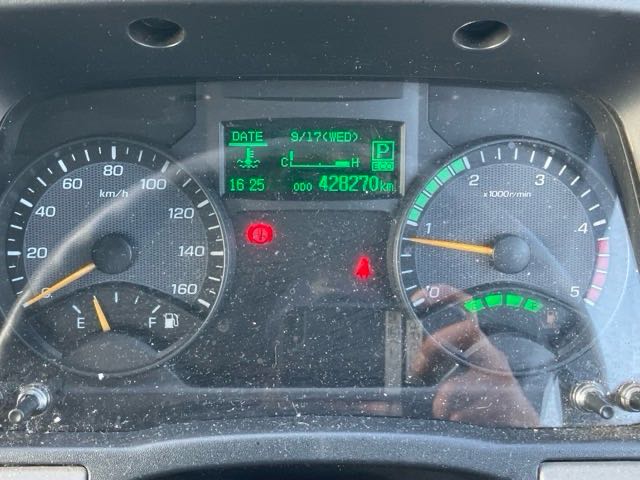 DATE 9/17(WED)
C H P
16:25 ODO 428270km
0 20 40 60 80 100 120 140 160
km/h
E F
0 1 2 3 4 5
x1000r/min